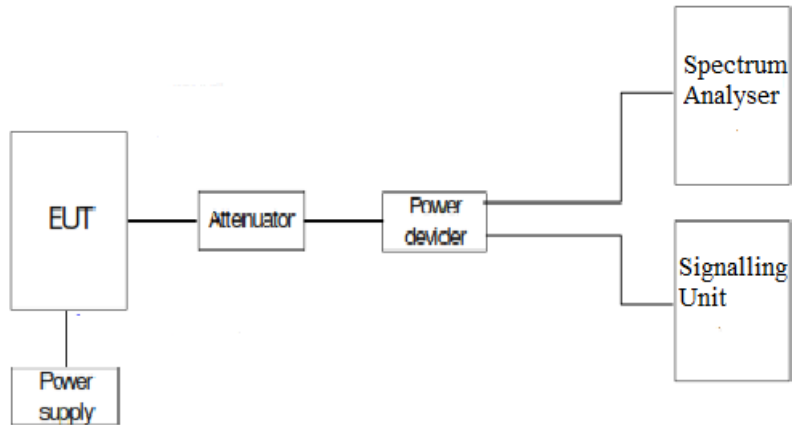 Spectrum
Analyser
EUT
Attenuator
Power
devider
Signalling
Unit
Power
supply